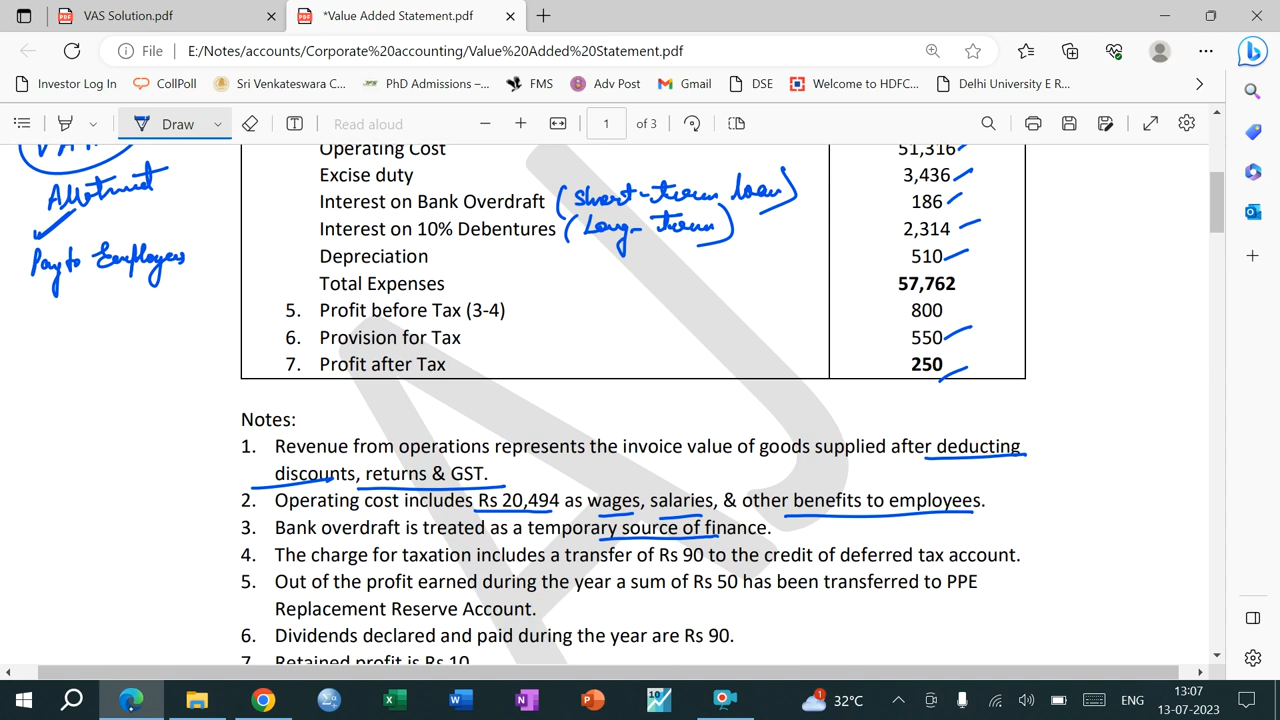 VAS Solution.pdf
*Value Added Statement.pdf
File
E:/Notes/accounts/Corporate%20accounting/Value%20Added%20Statement.pdf
Investor Log In
CollPoll
Sri Venkateswara C...
PhD Admissions –...
FMS
Adv Post
Gmail
DSE
Welcome to HDFC...
Delhi University E R...
Draw
Read aloud
1 of 3
Operating Cost 51,316
Excise duty 3,436
Interest on Bank Overdraft (Short-term loan) 186
Interest on 10% Debentures (Long-term) 2,314
Depreciation 510
Total Expenses 57,762
5. Profit before Tax (3-4) 800
6. Provision for Tax 550
7. Profit after Tax 250
Allotment
Pay to Employees
Notes:
1. Revenue from operations represents the invoice value of goods supplied after deducting
discounts, returns & GST.
2. Operating cost includes Rs 20,494 as wages, salaries, & other benefits to employees.
3. Bank overdraft is treated as a temporary source of finance.
4. The charge for taxation includes a transfer of Rs 90 to the credit of deferred tax account.
5. Out of the profit earned during the year a sum of Rs 50 has been transferred to PPE
Replacement Reserve Account.
6. Dividends declared and paid during the year are Rs 90.
7. Retained profit is Rs 10
AJ
32°C
ENG
13:07
13-07-2023